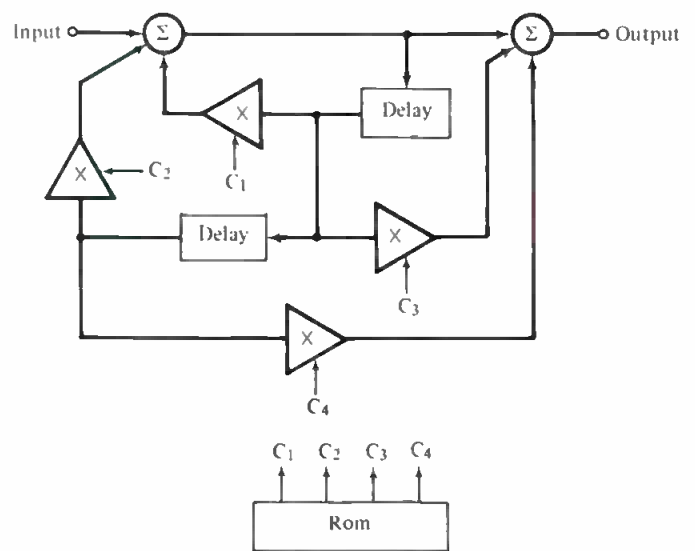 Input
Σ
Σ
Output
X
Delay
C1
X
C2
Delay
X
C3
X
C4
C1 C2 C3 C4
Rom